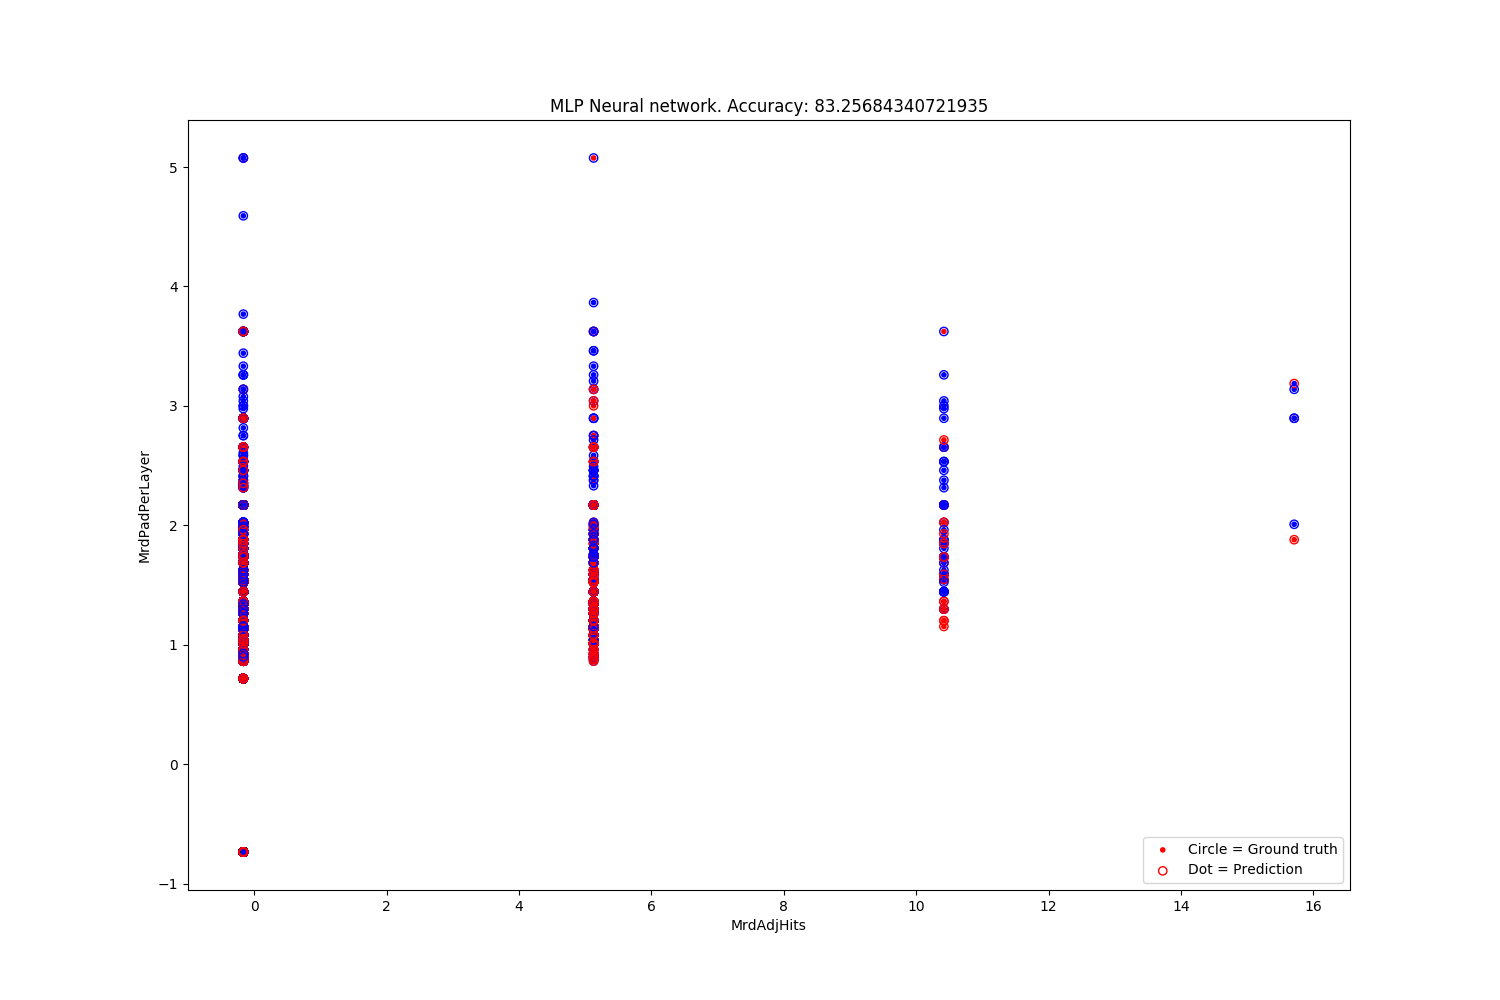 MLP Neural network. Accuracy: 83.25684340721935
5
4
3
2
1
0
−1
MrdPadPerLayer
0 2 4 6 8 10 12 14 16
MrdAdjHits
Circle = Ground truth
Dot = Prediction